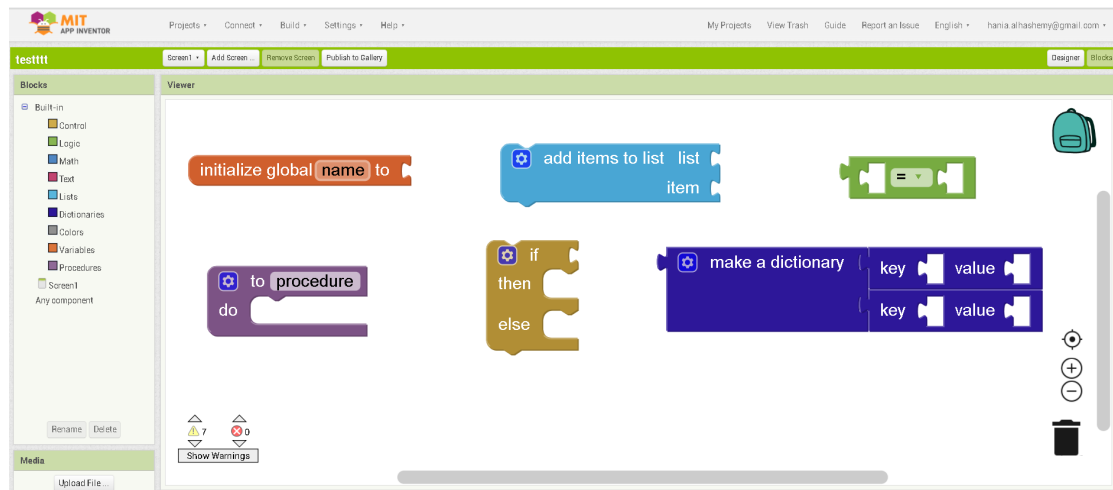 MIT
APP INVENTOR
Projects Connect Build Settings Help My Projects View Trash Guide Report an Issue English hania.alhashemy@gmail.com
testttt Screen1 Add Screen ... Remove Screen Publish to Gallery Designer Blocks
Blocks
Viewer
Built-in
Control
Logic
Math
Text
Lists
Dictionaries
Colors
Variables
Procedures
Screen1
Any component
Rename Delete
Media
Upload File ...
initialize global name to
add items to list list
item
=
to procedure
do
if
then
else
make a dictionary key value
key value
7 0
Show Warnings